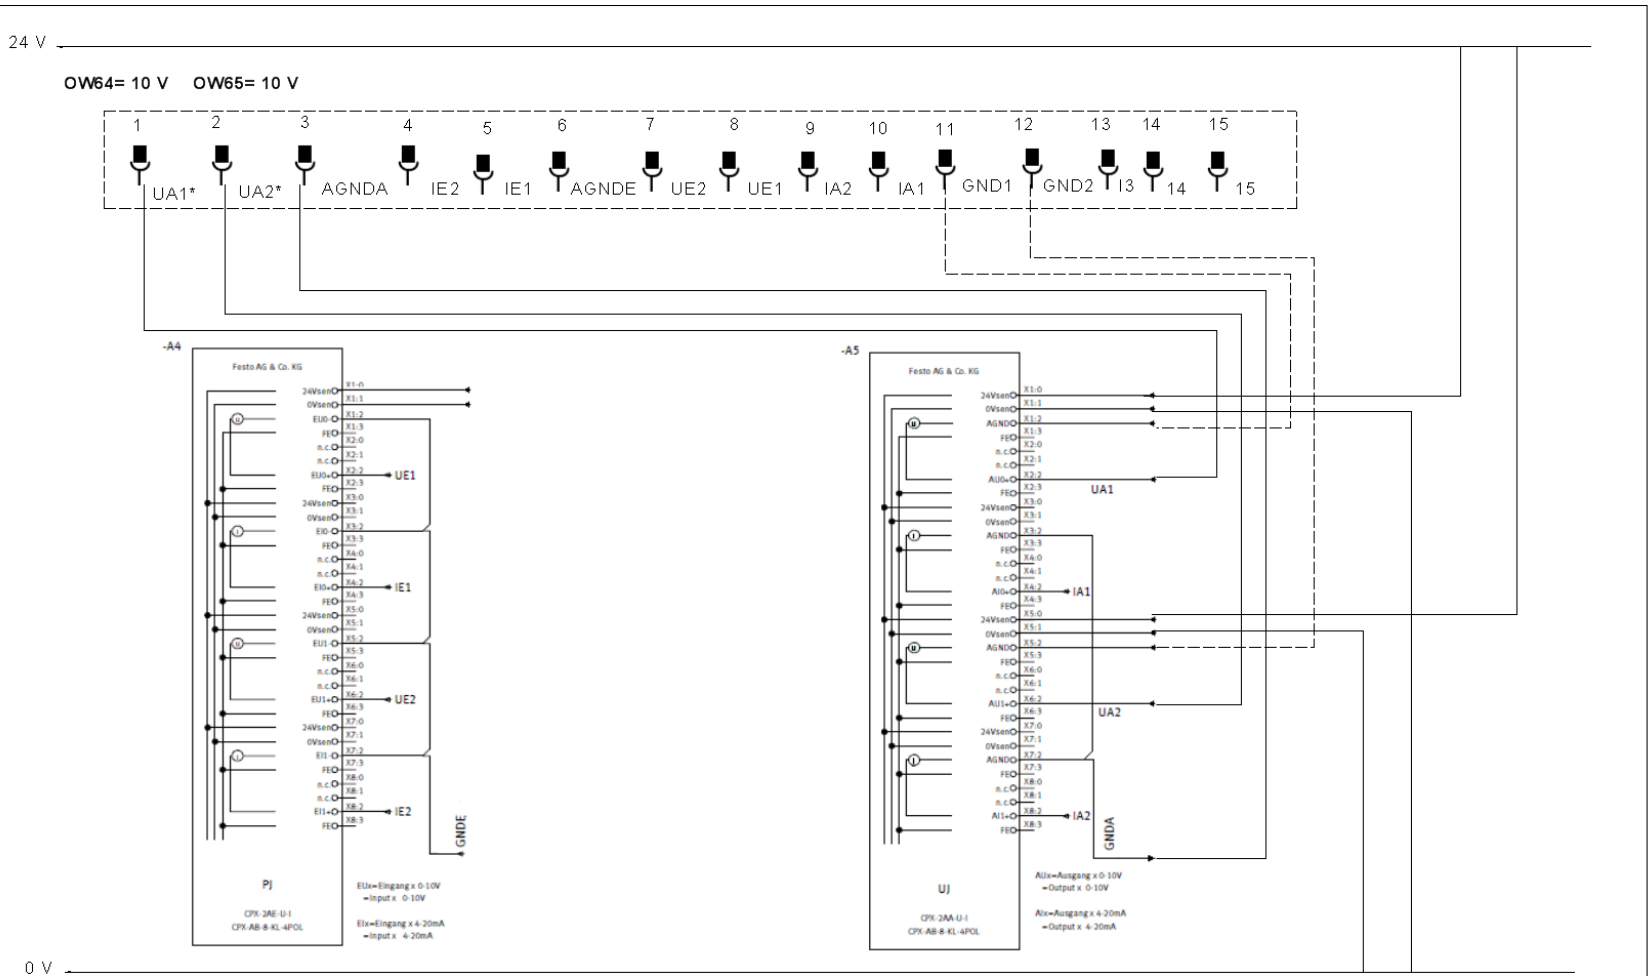 24 V
OW64= 10 V OW65= 10 V
1 2 3 4 5 6 7 8 9 10 11 12 13 14 15
UA1* UA2* AGNDA IE2 IE1 AGNDE UE2 UE1 IA2 IA1 GND1 GND2 I3 14 15
-A4
Festo AG & Co. KG
24Vsen X1:0
0Vsen X1:1
EU0- X1:2
FE X1:3
n.c. X2:0
n.c. X2:1
EU0+ X2:2 UE1
FE X2:3
24Vsen X3:0
0Vsen X3:1
EI0- X3:2
FE X3:3
n.c. X4:0
n.c. X4:1
EI0+ X4:2 IE1
FE X4:3
24Vsen X5:0
0Vsen X5:1
EU1- X5:2
FE X5:3
n.c. X6:0
n.c. X6:1
EU1+ X6:2 UE2
FE X6:3
24Vsen X7:0
0Vsen X7:1
EI1- X7:2
FE X7:3
n.c. X8:0
n.c. X8:1
EI1+ X8:2 IE2
FE X8:3
GNDE
PJ
CPX-2AE-U-I
CPX-AB-8-KL-4POL
EUx=Eingang x 0-10V
=Input x 0-10V
EIx=Eingang x 4-20mA
=Input x 4-20mA
-A5
Festo AG & Co. KG
24Vsen X1:0
0Vsen X1:1
AGND X1:2
FE X1:3
n.c. X2:0
n.c. X2:1
AU0+ X2:2
UA1
FE X2:3
24Vsen X3:0
0Vsen X3:1
AGND X3:2
FE X3:3
n.c. X4:0
n.c. X4:1
AI0+ X4:2 IA1
FE X4:3
24Vsen X5:0
0Vsen X5:1
AGND X5:2
FE X5:3
n.c. X6:0
n.c. X6:1
AU1+ X6:2
UA2
FE X6:3
24Vsen X7:0
0Vsen X7:1
AGND X7:2
FE X7:3
n.c. X8:0
n.c. X8:1
AI1+ X8:2 IA2
FE X8:3
GNDA
UJ
CPX-2AA-U-I
CPX-AB-8-KL-4POL
AUx=Ausgang x 0-10V
=Output x 0-10V
AIx=Ausgang x 4-20mA
=Output x 4-20mA
0 V